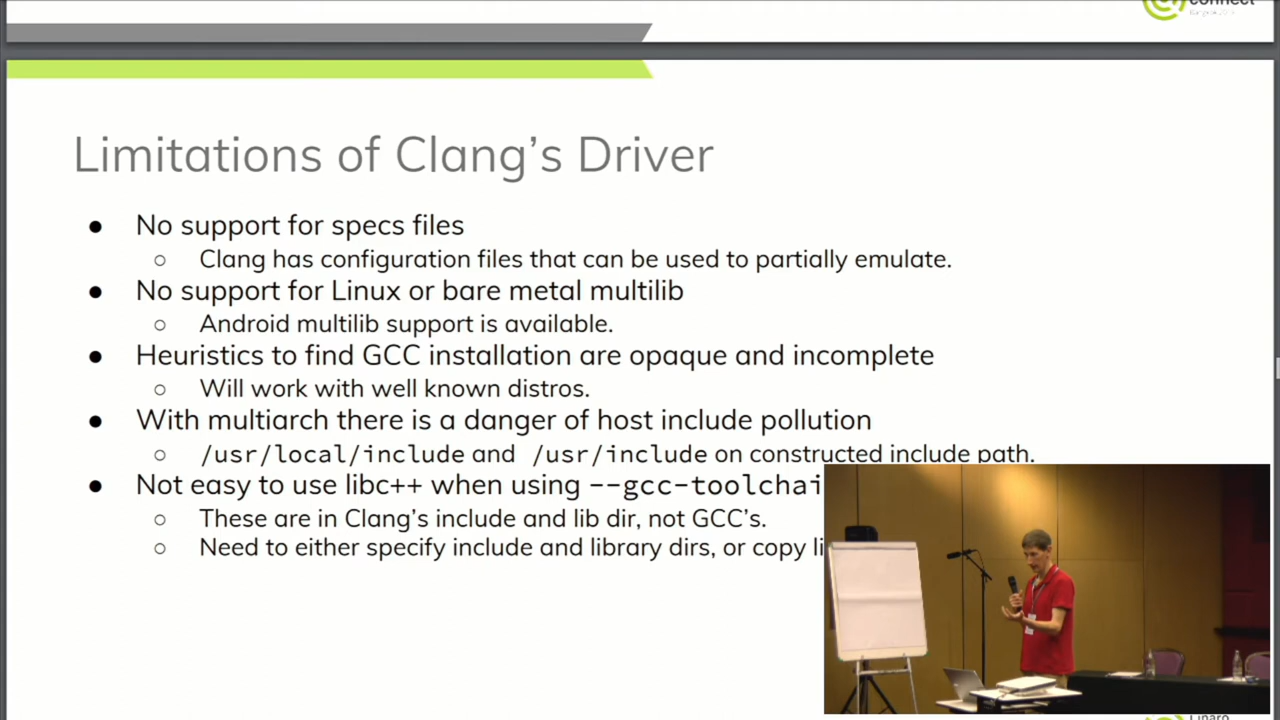 connect
Limitations of Clang's Driver
● No support for specs files
○ Clang has configuration files that can be used to partially emulate.
● No support for Linux or bare metal multilib
○ Android multilib support is available.
● Heuristics to find GCC installation are opaque and incomplete
○ Will work with well known distros.
● With multiarch there is a danger of host include pollution
○ /usr/local/include and /usr/include on constructed include path.
● Not easy to use libc++ when using --gcc-toolchai
○ These are in Clang's include and lib dir, not GCC's.
○ Need to either specify include and library dirs, or copy li
Linaro